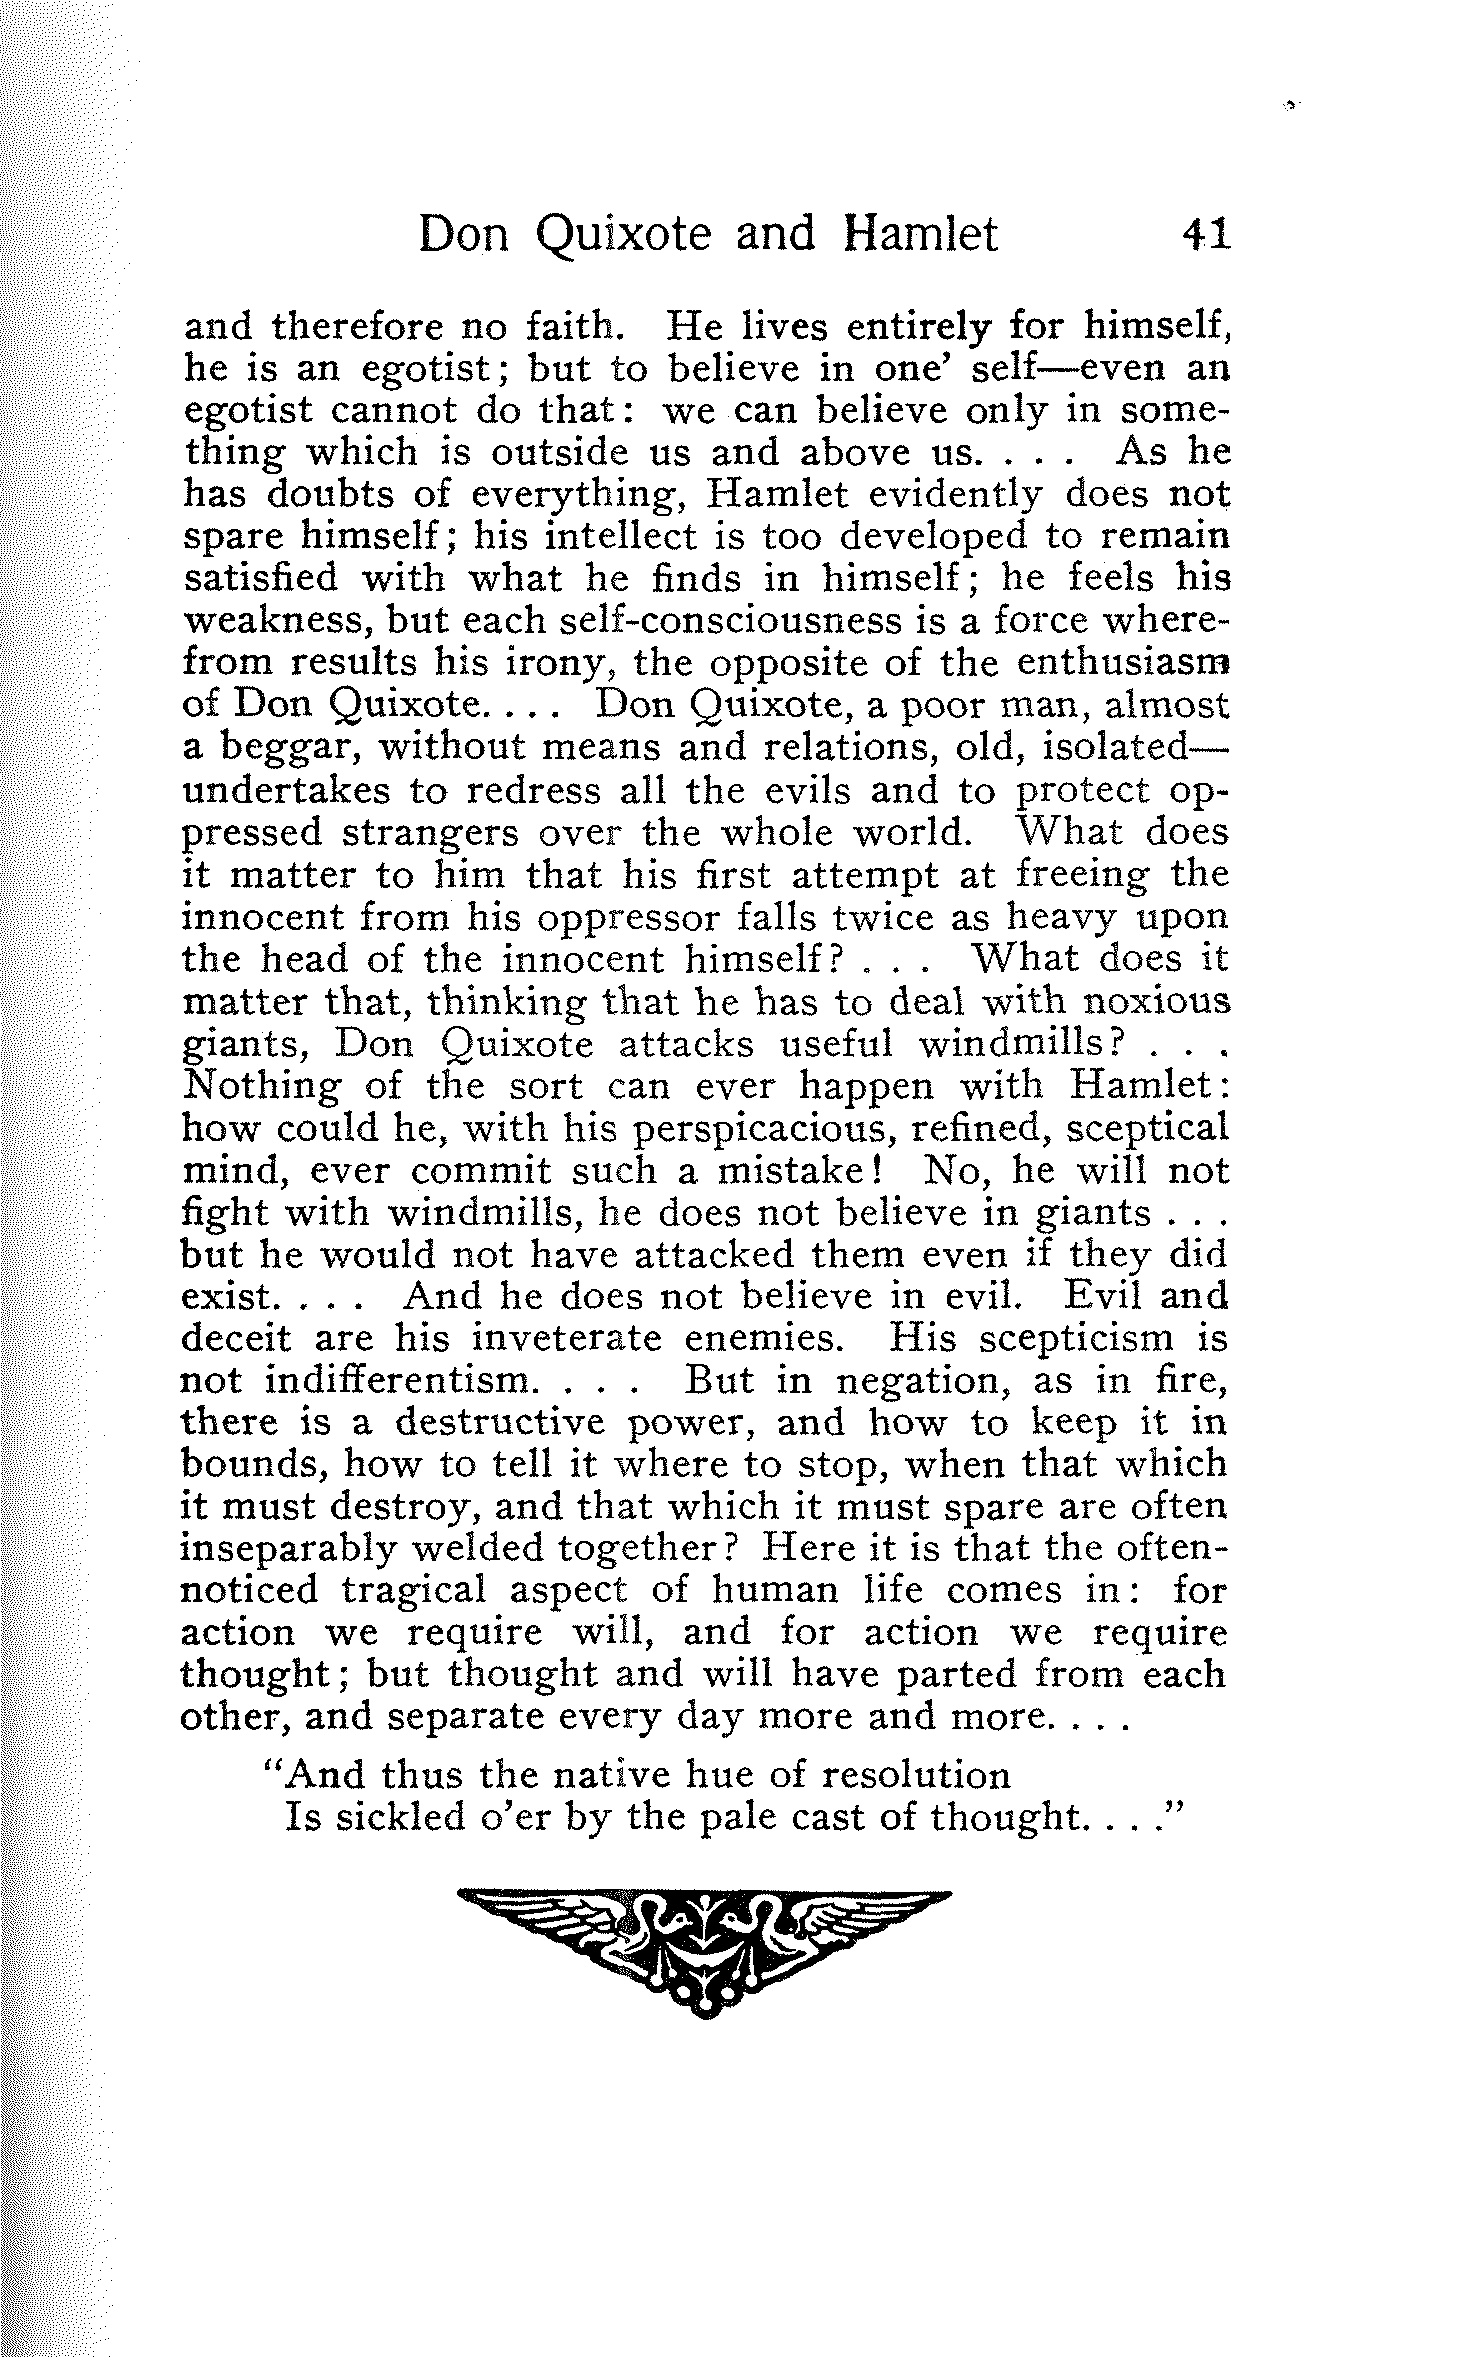 Don Quixote and Hamlet 41
and therefore no faith. He lives entirely for himself,
he is an egotist; but to believe in one' self—even an
egotist cannot do that: we can believe only in some-
thing which is outside us and above us. . . . As he
has doubts of everything, Hamlet evidently does not
spare himself; his intellect is too developed to remain
satisfied with what he finds in himself; he feels his
weakness, but each self-consciousness is a force where-
from results his irony, the opposite of the enthusiasm
of Don Quixote. . . . Don Quixote, a poor man, almost
a beggar, without means and relations, old, isolated—
undertakes to redress all the evils and to protect op-
pressed strangers over the whole world. What does
it matter to him that his first attempt at freeing the
innocent from his oppressor falls twice as heavy upon
the head of the innocent himself? . . . What does it
matter that, thinking that he has to deal with noxious
giants, Don Quixote attacks useful windmills? . . .
Nothing of the sort can ever happen with Hamlet:
how could he, with his perspicacious, refined, sceptical
mind, ever commit such a mistake! No, he will not
fight with windmills, he does not believe in giants . . .
but he would not have attacked them even if they did
exist. . . . And he does not believe in evil. Evil and
deceit are his inveterate enemies. His scepticism is
not indifferentism. . . . But in negation, as in fire,
there is a destructive power, and how to keep it in
bounds, how to tell it where to stop, when that which
it must destroy, and that which it must spare are often
inseparably welded together? Here it is that the often-
noticed tragical aspect of human life comes in: for
action we require will, and for action we require
thought; but thought and will have parted from each
other, and separate every day more and more. . . .
"And thus the native hue of resolution
Is sickled o'er by the pale cast of thought. . . ."